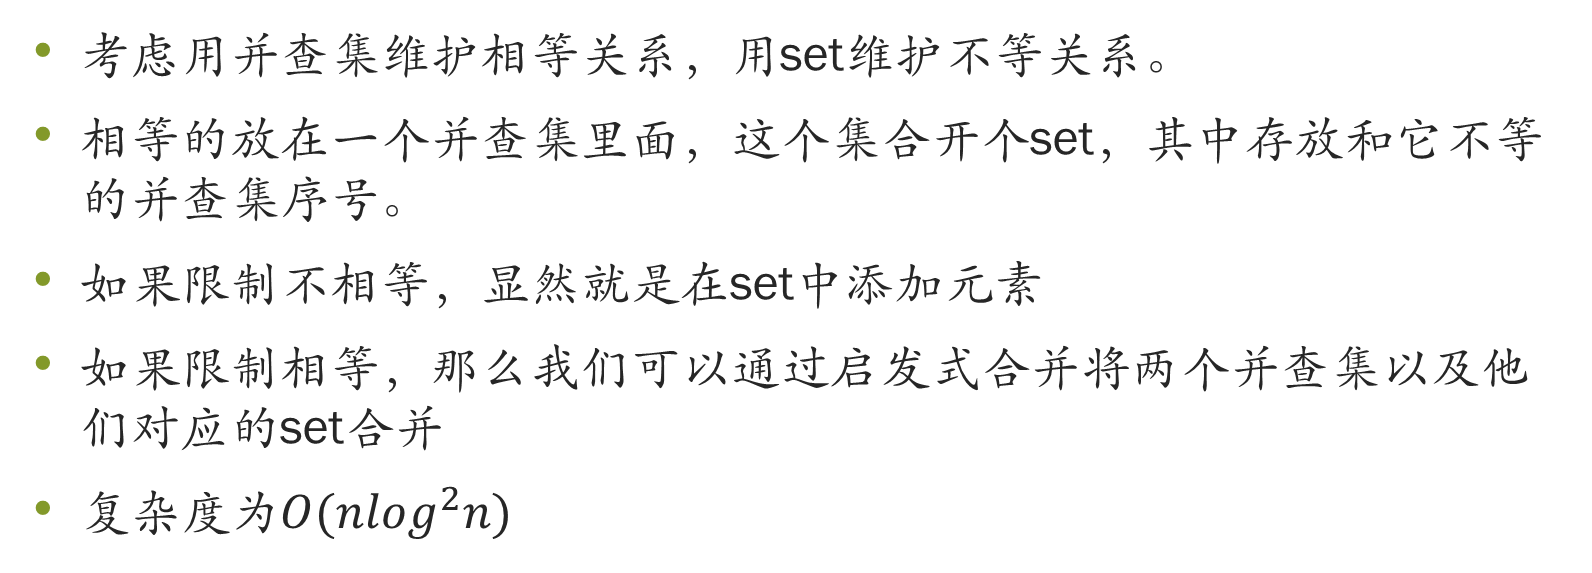 • 考虑用并查集维护相等关系，用set维护不等关系。
• 相等的放在一个并查集里面，这个集合开个set，其中存放和它不等
的并查集序号。
• 如果限制不相等，显然就是在set中添加元素
• 如果限制相等，那么我们可以通过启发式合并将两个并查集以及他
们对应的set合并
• 复杂度为O(nlog²n)